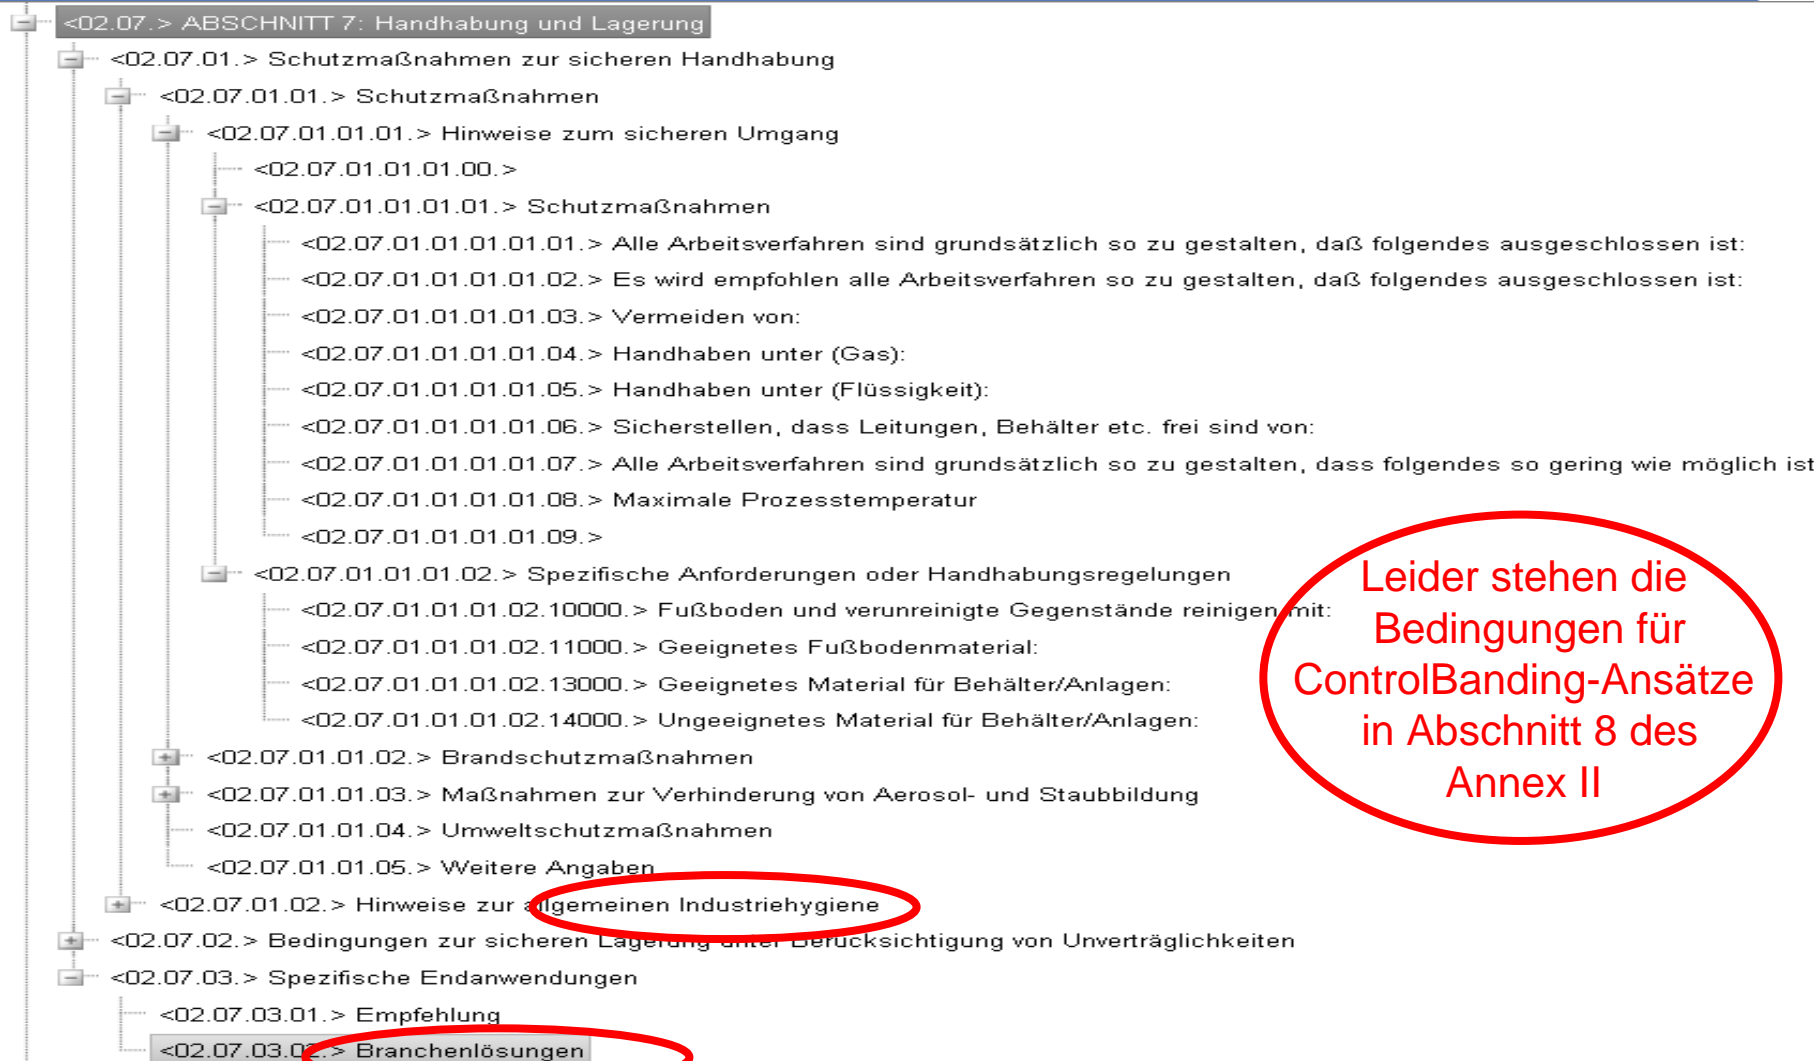 <02.07.> ABSCHNITT 7: Handhabung und Lagerung
<02.07.01.> Schutzmaßnahmen zur sicheren Handhabung
<02.07.01.01.> Schutzmaßnahmen
<02.07.01.01.01.> Hinweise zum sicheren Umgang
<02.07.01.01.01.00.>
<02.07.01.01.01.01.> Schutzmaßnahmen
<02.07.01.01.01.01.01.> Alle Arbeitsverfahren sind grundsätzlich so zu gestalten, daß folgendes ausgeschlossen ist:
<02.07.01.01.01.01.02.> Es wird empfohlen alle Arbeitsverfahren so zu gestalten, daß folgendes ausgeschlossen ist:
<02.07.01.01.01.01.03.> Vermeiden von:
<02.07.01.01.01.01.04.> Handhaben unter (Gas):
<02.07.01.01.01.01.05.> Handhaben unter (Flüssigkeit):
<02.07.01.01.01.01.06.> Sicherstellen, dass Leitungen, Behälter etc. frei sind von:
<02.07.01.01.01.01.07.> Alle Arbeitsverfahren sind grundsätzlich so zu gestalten, dass folgendes so gering wie möglich ist
<02.07.01.01.01.01.08.> Maximale Prozesstemperatur
<02.07.01.01.01.01.09.>
<02.07.01.01.01.02.> Spezifische Anforderungen oder Handhabungsregelungen
<02.07.01.01.01.02.10000.> Fußboden und verunreinigte Gegenstände reinigen mit:
<02.07.01.01.01.02.11000.> Geeignetes Fußbodenmaterial:
<02.07.01.01.01.02.13000.> Geeignetes Material für Behälter/Anlagen:
<02.07.01.01.01.02.14000.> Ungeeignetes Material für Behälter/Anlagen:
<02.07.01.01.02.> Brandschutzmaßnahmen
<02.07.01.01.03.> Maßnahmen zur Verhinderung von Aerosol- und Staubbildung
<02.07.01.01.04.> Umweltschutzmaßnahmen
<02.07.01.01.05.> Weitere Angaben
<02.07.01.02.> Hinweise zur allgemeinen Industriehygiene
<02.07.02.> Bedingungen zur sicheren Lagerung unter Berücksichtigung von Unverträglichkeiten
<02.07.03.> Spezifische Endanwendungen
<02.07.03.01.> Empfehlung
<02.07.03.02.> Branchenlösungen
Leider stehen die
Bedingungen für
ControlBanding-Ansätze
in Abschnitt 8 des
Annex II